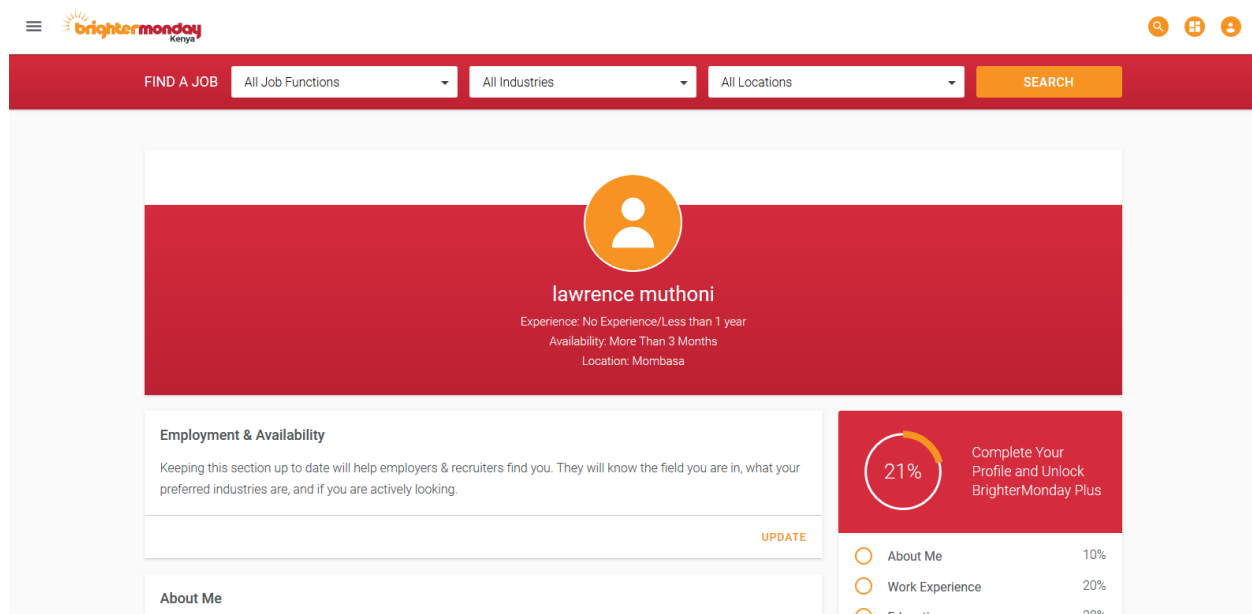 brightermonday
Kenya
FIND A JOB
All Job Functions
All Industries
All Locations
SEARCH
lawrence muthoni
Experience: No Experience/Less than 1 year
Availability: More Than 3 Months
Location: Mombasa
Employment & Availability
Keeping this section up to date will help employers & recruiters find you. They will know the field you are in, what your
preferred industries are, and if you are actively looking.
UPDATE
About Me
21%
Complete Your
Profile and Unlock
BrighterMonday Plus
About Me 10%
Work Experience 20%